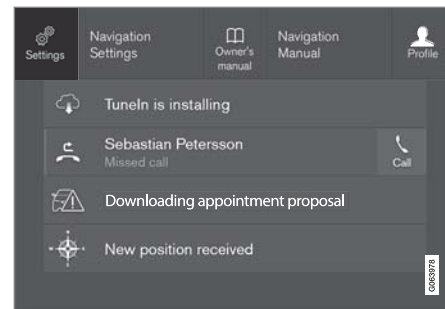 Settings
Navigation
Settings
Owner's
manual
Navigation
Manual
Profile
TuneIn is installing
Sebastian Petersson
Missed call
Call
Downloading appointment proposal
New position received
G063978